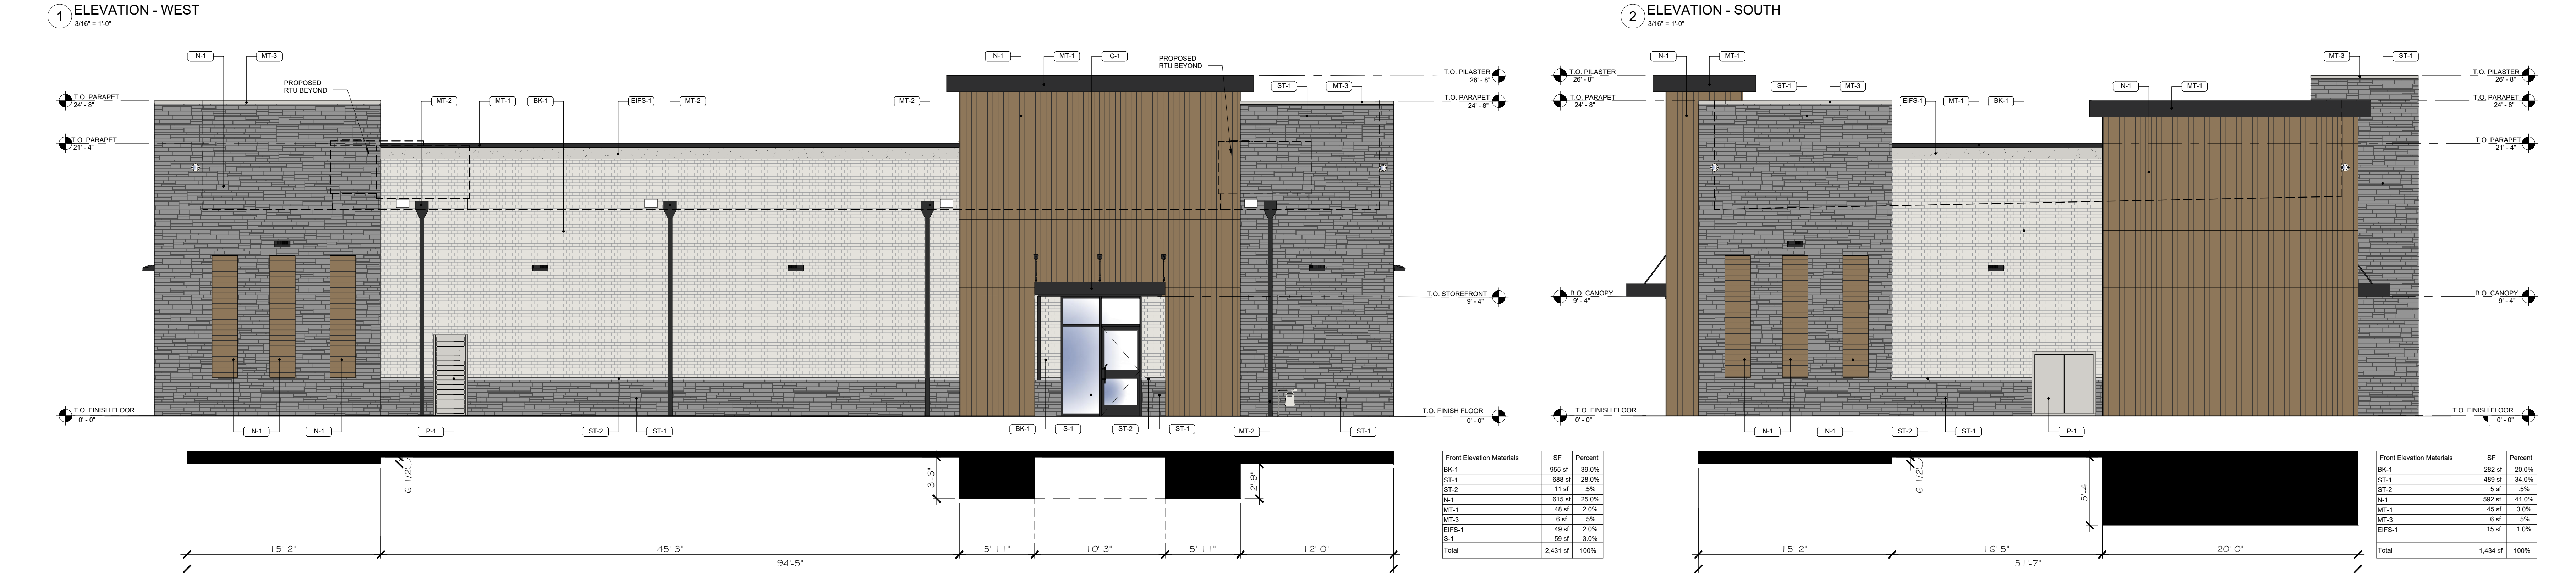 1 ELEVATION - WEST
3/16" = 1'-0"
N-1 MT-3 N-1 MT-1 C-1
PROPOSED
RTU BEYOND
PROPOSED
RTU BEYOND
MT-2 MT-1 BK-1 EIFS-1 MT-2 MT-2 ST-1 MT-3
T.O. PARAPET
24' - 8"
T.O. PARAPET
21' - 4"
T.O. FINISH FLOOR
0' - 0"
T.O. PILASTER
26' - 8"
T.O. PARAPET
24' - 8"
T.O. STOREFRONT
9' - 4"
T.O. FINISH FLOOR
0' - 0"
N-1 N-1 P-1 ST-2 ST-1 BK-1 S-1 ST-2 ST-1 MT-2 ST-1
6 1/2" 3'-3" 2'-9"
15'-2" 45'-3" 5'-11" 10'-3" 5'-11" 12'-0"
94'-5"
Front Elevation Materials SF Percent
BK-1 955 sf 39.0%
ST-1 688 sf 28.0%
ST-2 11 sf .5%
N-1 615 sf 25.0%
MT-1 48 sf 2.0%
MT-3 6 sf .5%
EIFS-1 49 sf 2.0%
S-1 59 sf 3.0%
Total 2,431 sf 100%
2 ELEVATION - SOUTH
3/16" = 1'-0"
N-1 MT-1 MT-3 ST-1
ST-1 MT-3 N-1 MT-1
EIFS-1 MT-1 BK-1
T.O. PILASTER
26' - 8"
T.O. PARAPET
24' - 8"
B.O. CANOPY
9' - 4"
T.O. FINISH FLOOR
0' - 0"
T.O. PILASTER
26' - 8"
T.O. PARAPET
24' - 8"
T.O. PARAPET
21' - 4"
B.O. CANOPY
9' - 4"
T.O. FINISH FLOOR
0' - 0"
N-1 N-1 ST-2 ST-1 P-1
6 1/2" 5'-4"
15'-2" 16'-5" 20'-0"
51'-7"
Front Elevation Materials SF Percent
BK-1 282 sf 20.0%
ST-1 489 sf 34.0%
ST-2 5 sf .5%
N-1 592 sf 41.0%
MT-1 45 sf 3.0%
MT-3 6 sf .5%
EIFS-1 15 sf 1.0%
Total 1,434 sf 100%